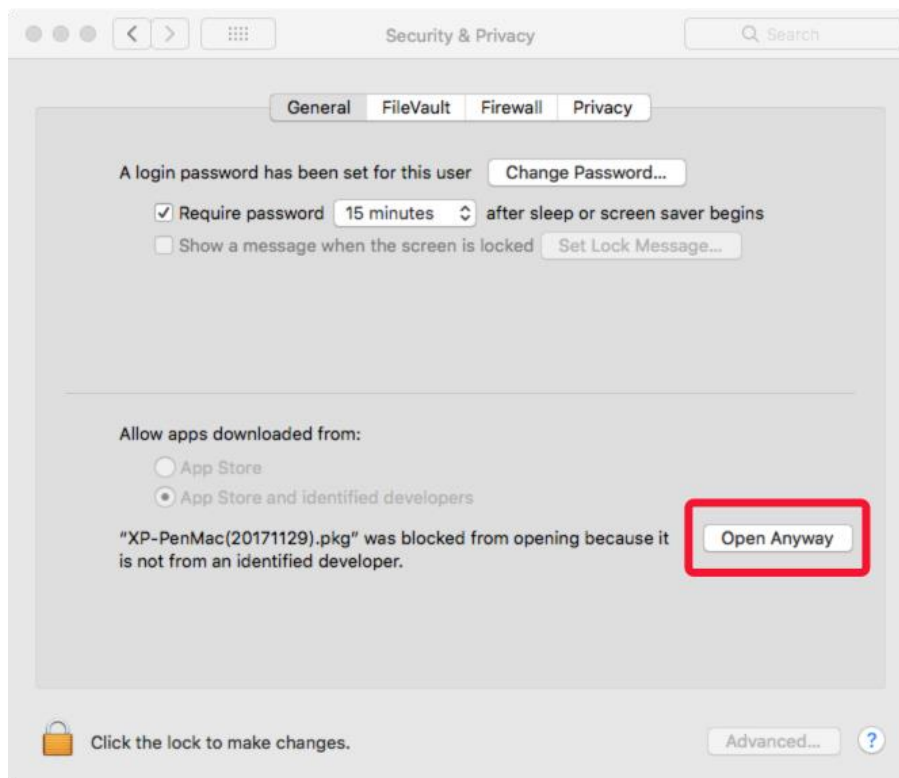 Security & Privacy
Search
General FileVault Firewall Privacy
A login password has been set for this user Change Password...
Require password 15 minutes after sleep or screen saver begins
Show a message when the screen is locked Set Lock Message...
Allow apps downloaded from:
App Store
App Store and identified developers
“XP-PenMac(20171129).pkg” was blocked from opening because it Open Anyway
is not from an identified developer.
Click the lock to make changes. Advanced... ?